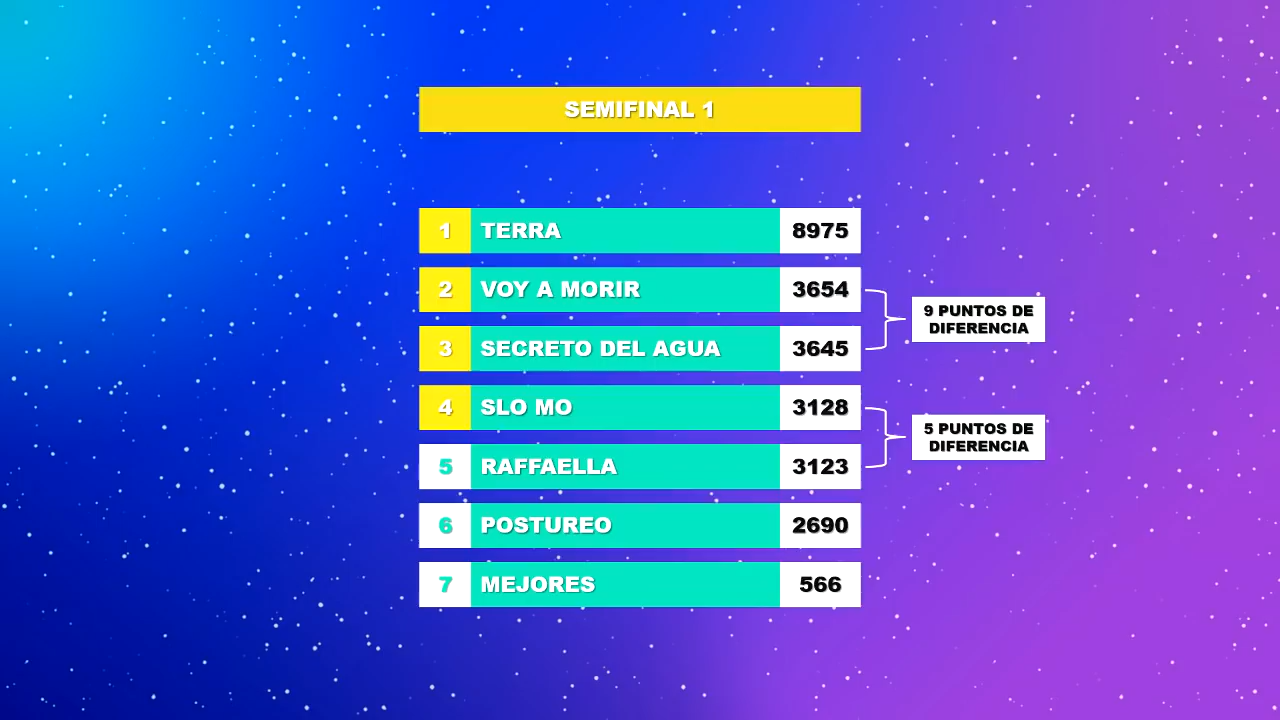 SEMIFINAL 1
1 TERRA 8975
2 VOY A MORIR 3654
3 SECRETO DEL AGUA 3645
9 PUNTOS DE
DIFERENCIA
4 SLO MO 3128
5 RAFFAELLA 3123
5 PUNTOS DE
DIFERENCIA
6 POSTUREO 2690
7 MEJORES 566